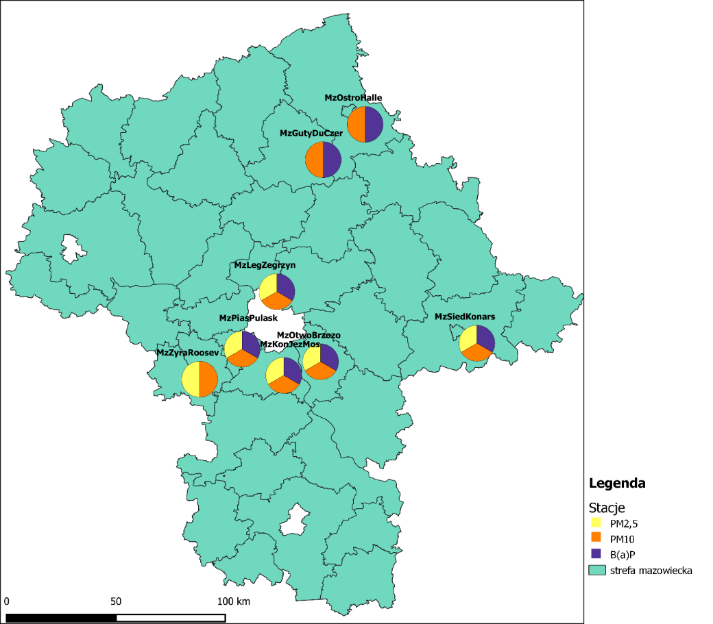 MzOstroHalle
MzGutyDuCzer
MzLegZegrzyn
MzPiasPulask
MzSiedKonars
MzOtwoBrzozo
MzKonJezMos
MzZyraRoosev
Legenda
Stacje
PM2,5
PM10
B(a)P
strefa mazowiecka
0 50 100 km